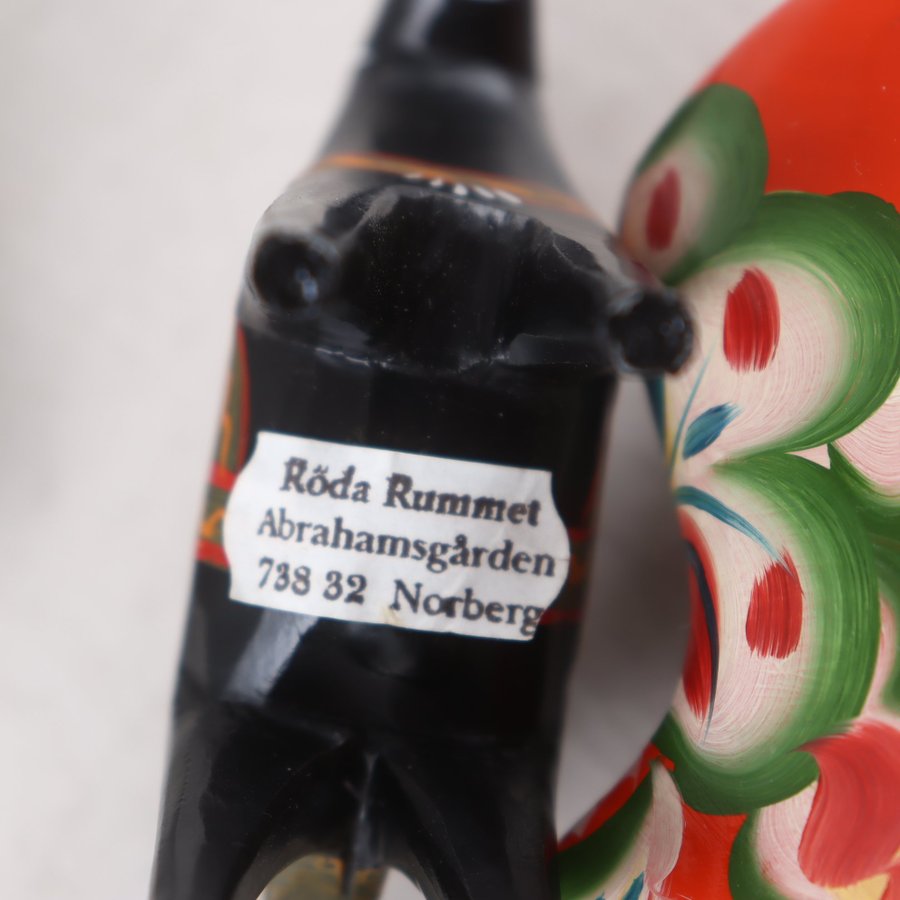 Röda Rummet
Abrahamsgården
738 32 Norberg